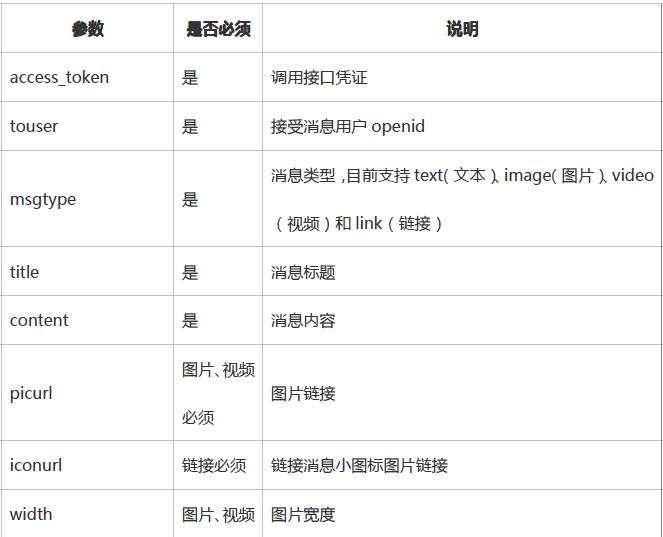 参数 是否必须 说明
access_token 是 调用接口凭证
touser 是 接受消息用户 openid
msgtype 是 消息类型,目前支持 text(文本)、image(图片)、video
（视频）和 link（链接）
title 是 消息标题
content 是 消息内容
picurl 图片、视频 图片链接
必须
iconurl 链接必须 链接消息小图标图片链接
width 图片、视频 图片宽度